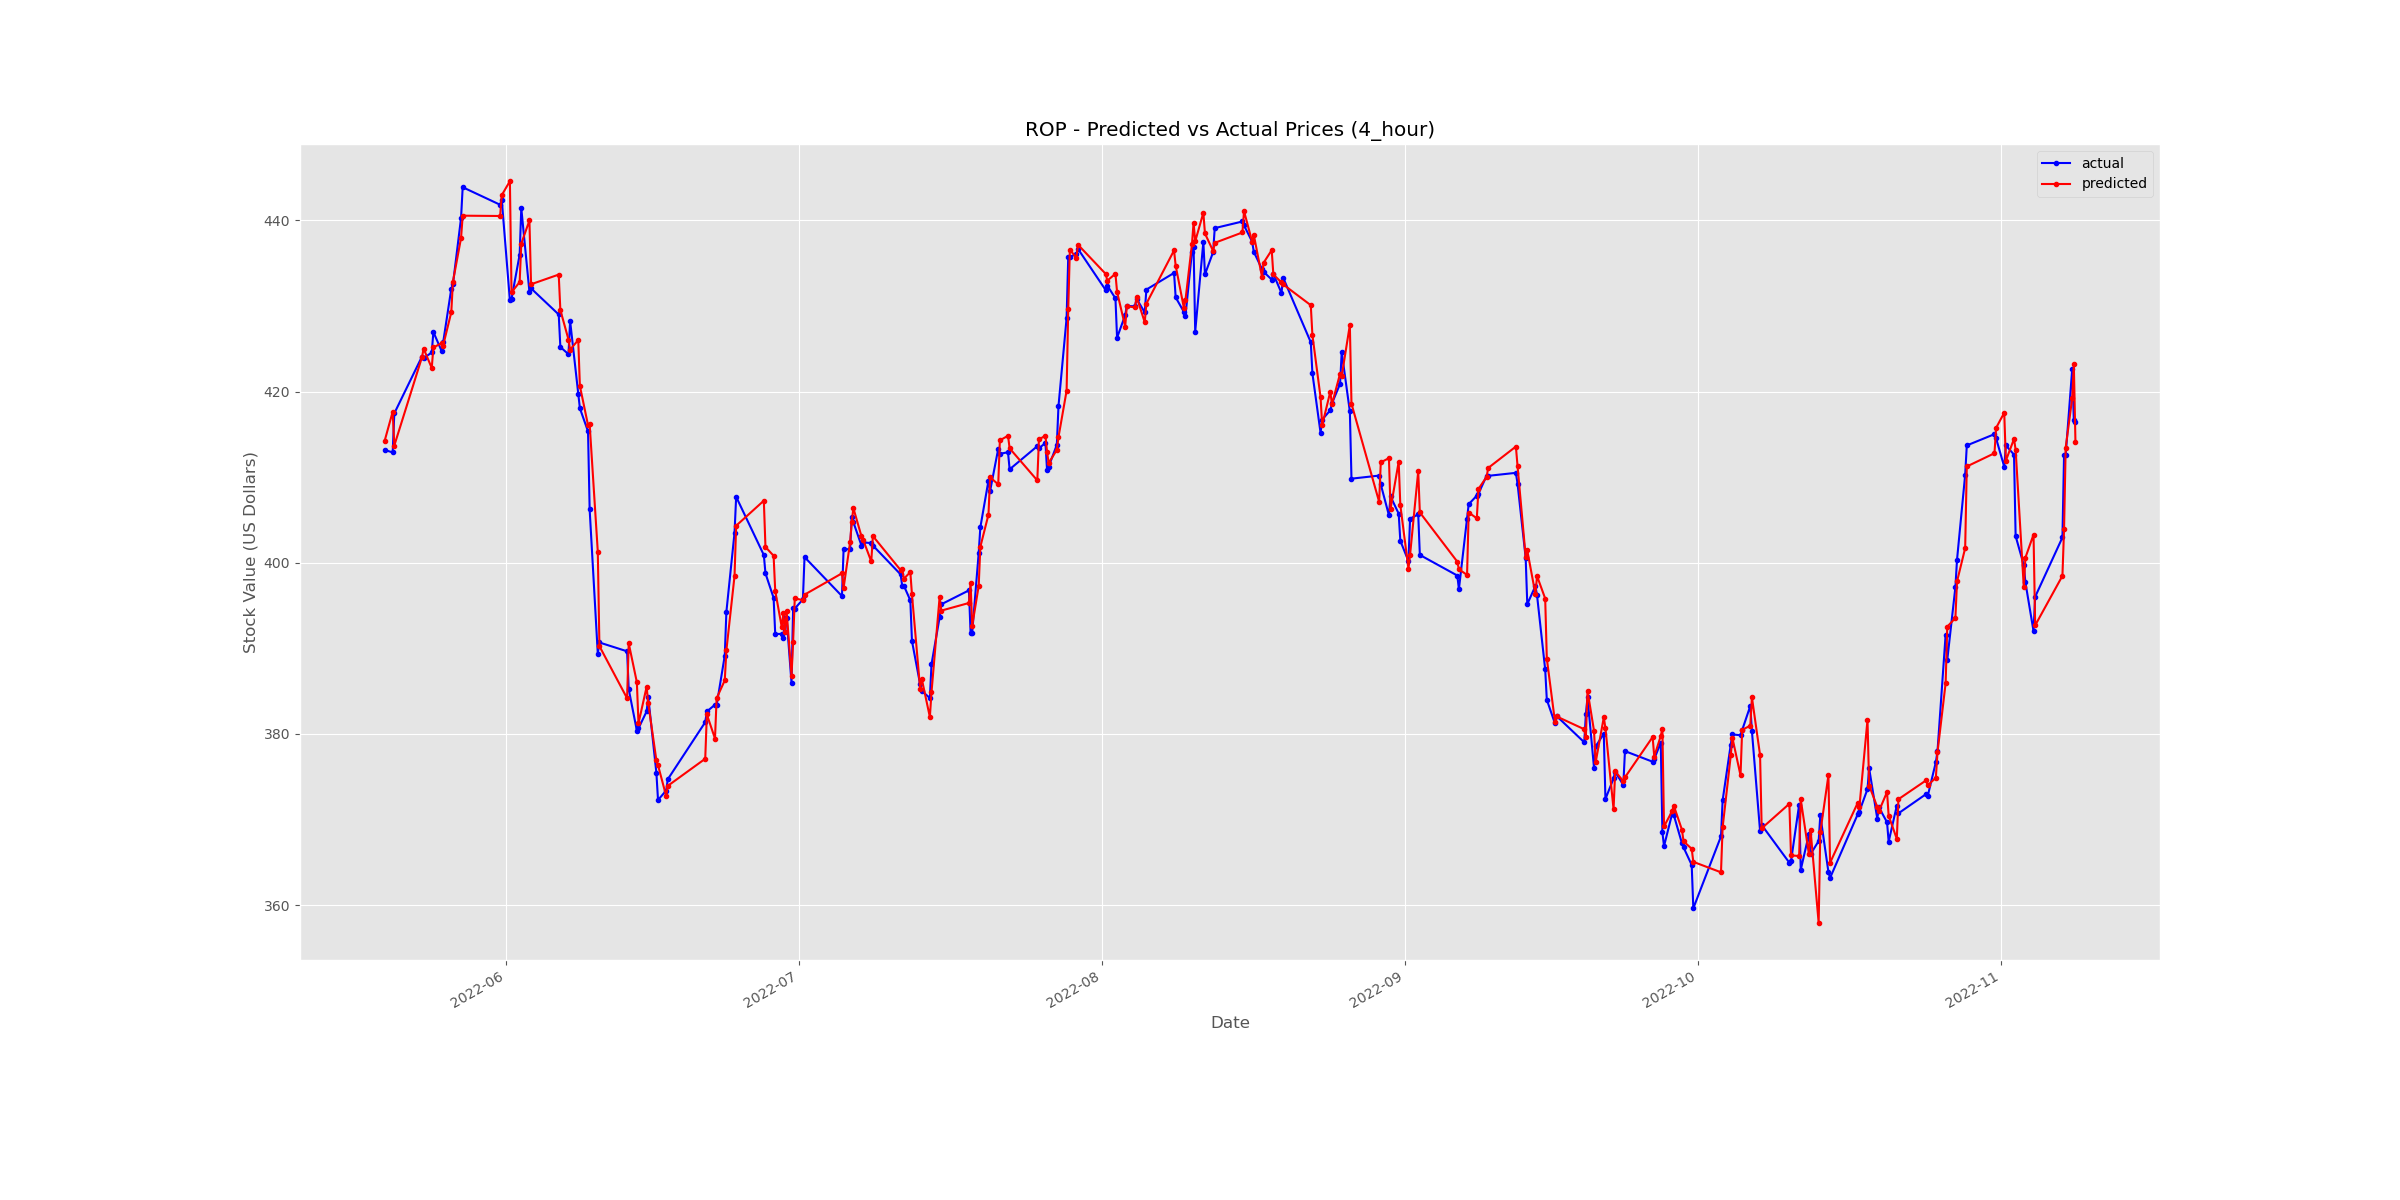 ROP - Predicted vs Actual Prices (4_hour)
actual
predicted
440
420
400
380
360
Stock Value (US Dollars)
2022-06
2022-07
2022-08
2022-09
2022-10
2022-11
Date